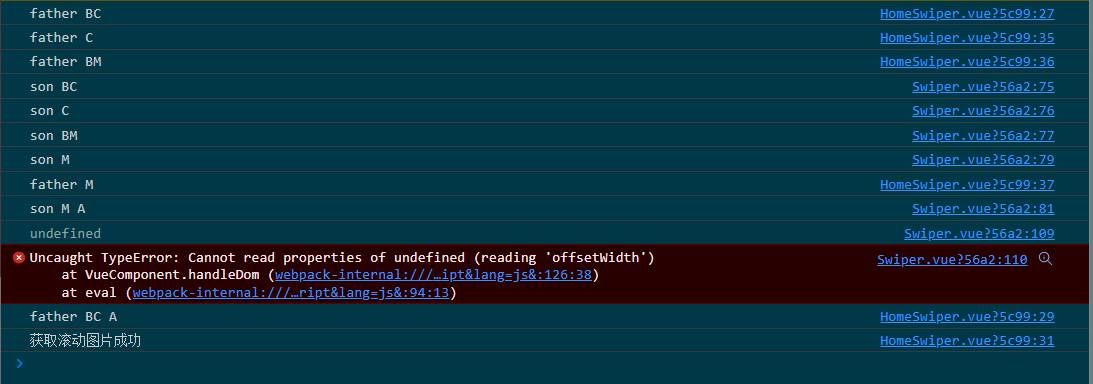 father BC HomeSwiper.vue?5c99:27
father C HomeSwiper.vue?5c99:35
father BM HomeSwiper.vue?5c99:36
son BC Swiper.vue?56a2:75
son C Swiper.vue?56a2:76
son BM Swiper.vue?56a2:77
son M Swiper.vue?56a2:79
father M HomeSwiper.vue?5c99:37
son M A Swiper.vue?56a2:81
undefined Swiper.vue?56a2:109
Uncaught TypeError: Cannot read properties of undefined (reading 'offsetWidth') Swiper.vue?56a2:110
at VueComponent.handleDom (webpack-internal:///…ipt&lang=js&:126:38)
at eval (webpack-internal:///…ript&lang=js&:94:13)
father BC A HomeSwiper.vue?5c99:29
获取滚动图片成功 HomeSwiper.vue?5c99:31